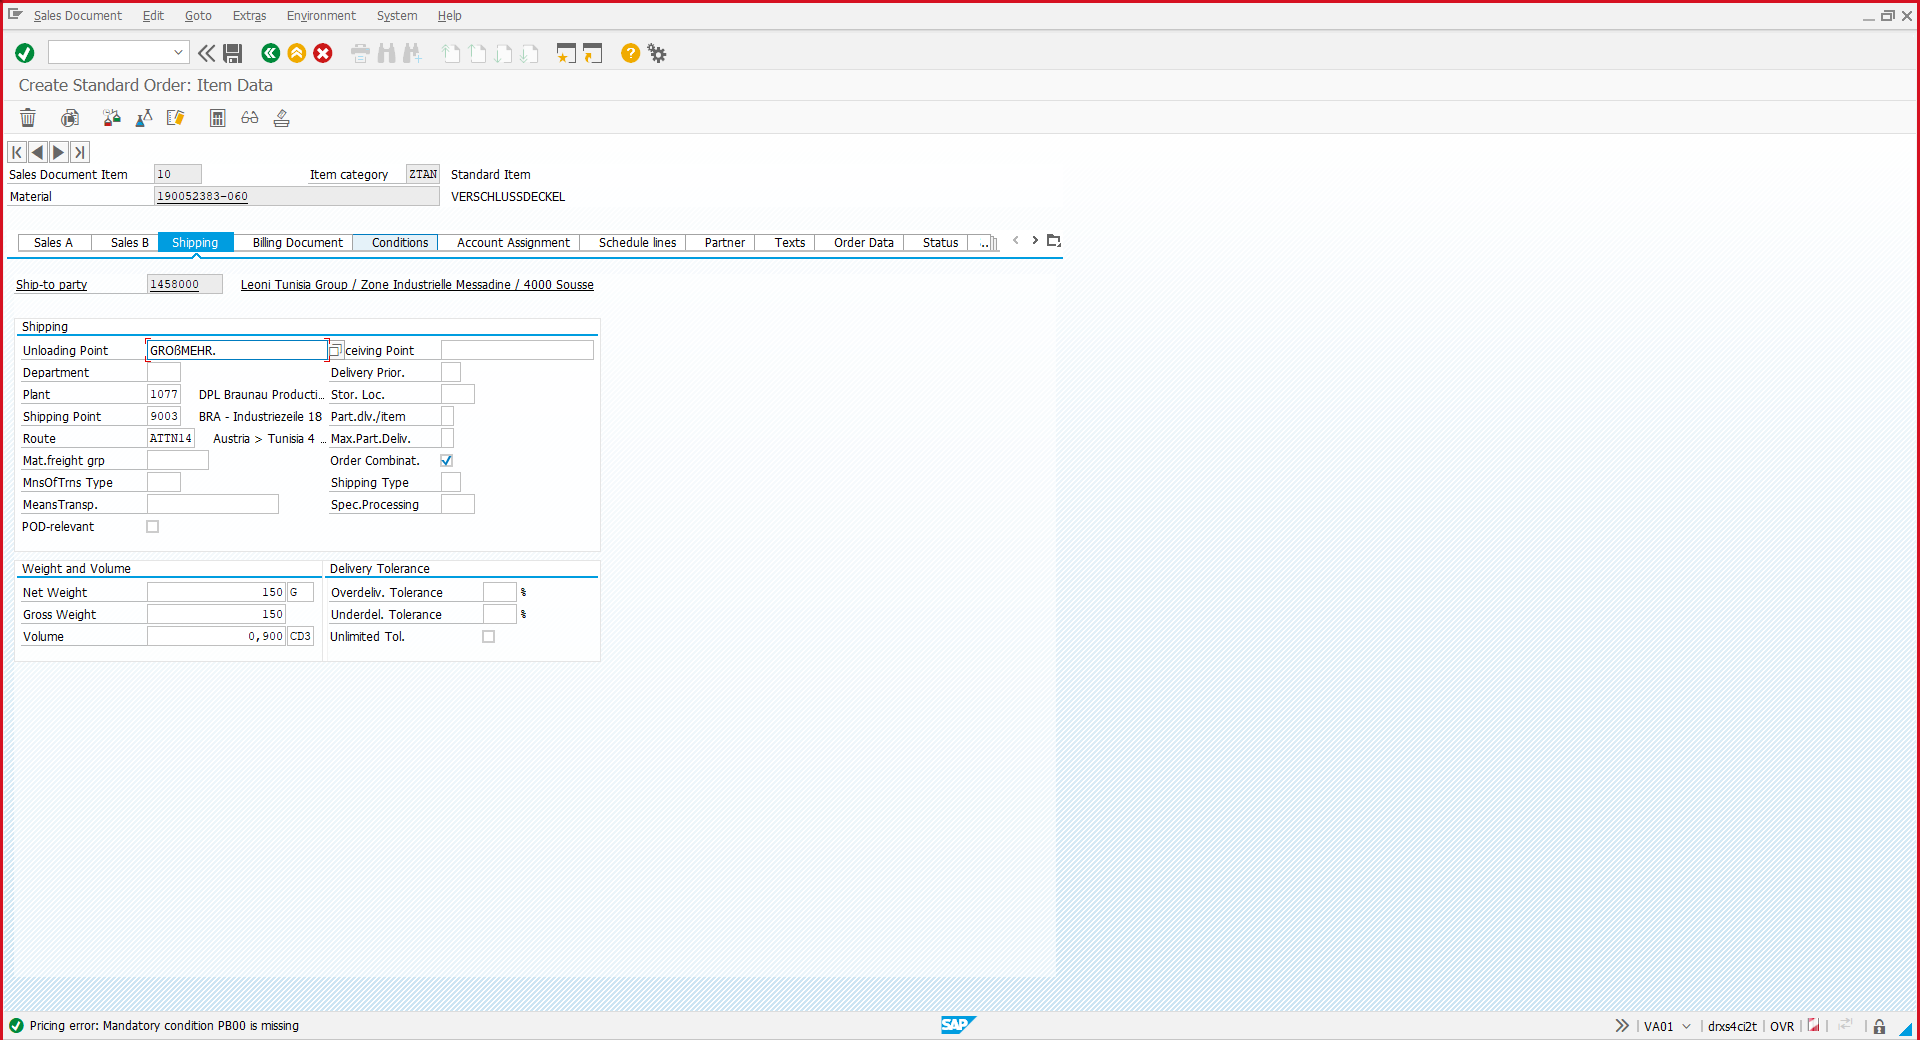 Sales Document Edit Goto Extras Environment System Help
Create Standard Order: Item Data
Sales Document Item 10 Item category ZTAN Standard Item
Material 190052383-060 VERSCHLUSSDECKEL
Sales A Sales B Shipping Billing Document Conditions Account Assignment Schedule lines Partner Texts Order Data Status ..
Ship-to party 1458000 Leoni Tunisia Group / Zone Industrielle Messadine / 4000 Sousse
Shipping
Unloading Point GROßMEHR. ceiving Point
Department Delivery Prior.
Plant 1077 DPL Braunau Producti... Stor. Loc.
Shipping Point 9003 BRA - Industriezeile 18 Part.dlv./item
Route ATTN14 Austria > Tunisia 4 ... Max.Part.Deliv.
Mat.freight grp Order Combinat.
MnsOfTrns Type Shipping Type
MeansTransp. Spec.Processing
POD-relevant
Weight and Volume Delivery Tolerance
Net Weight 150 G Overdeliv. Tolerance %
Gross Weight 150 Underdel. Tolerance %
Volume 0,900 CD3 Unlimited Tol.
Pricing error: Mandatory condition PB00 is missing SAP VA01 drxs4ci2t OVR